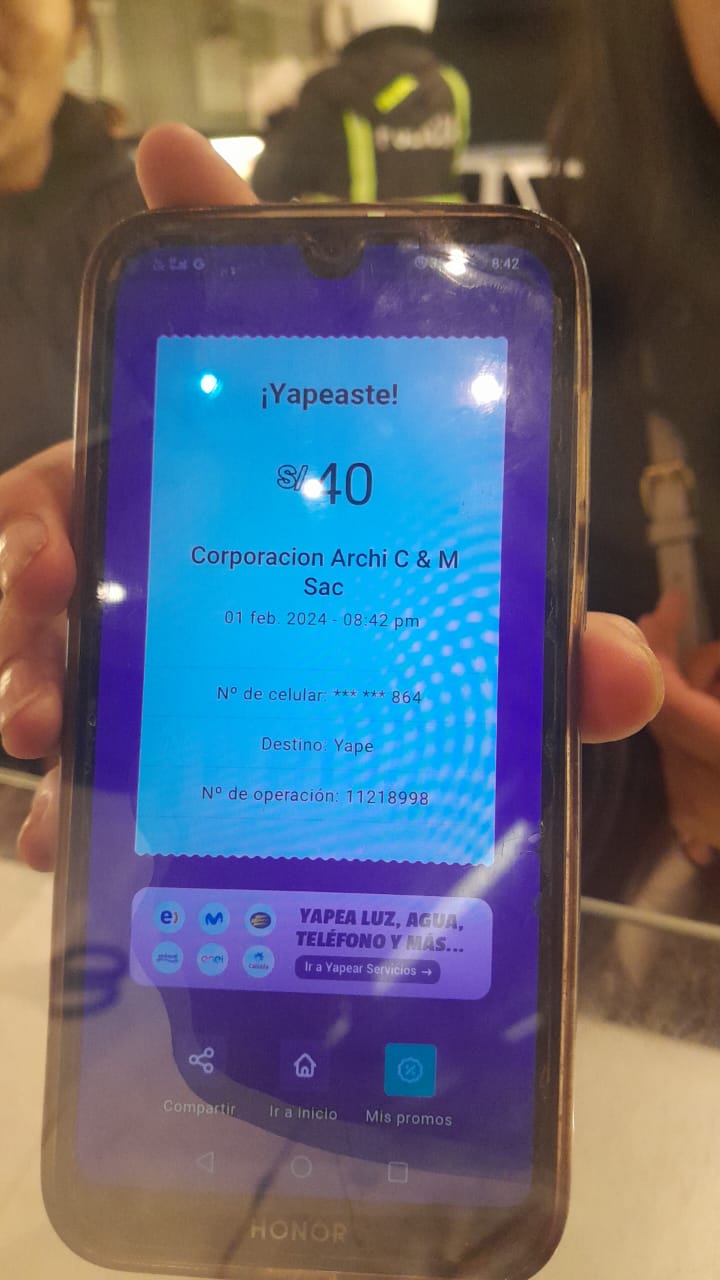 8:42
¡Yapeaste!
S/ 40
Corporacion Archi C & M
Sac
01 feb. 2024 - 08:42 pm
Nº de celular: *** *** 864
Destino: Yape
Nº de operación: 11218998
YAPEA LUZ, AGUA,
TELÉFONO Y MÁS...
Ir a Yapear Servicios →
Compartir Ir a inicio Mis promos
HONOR